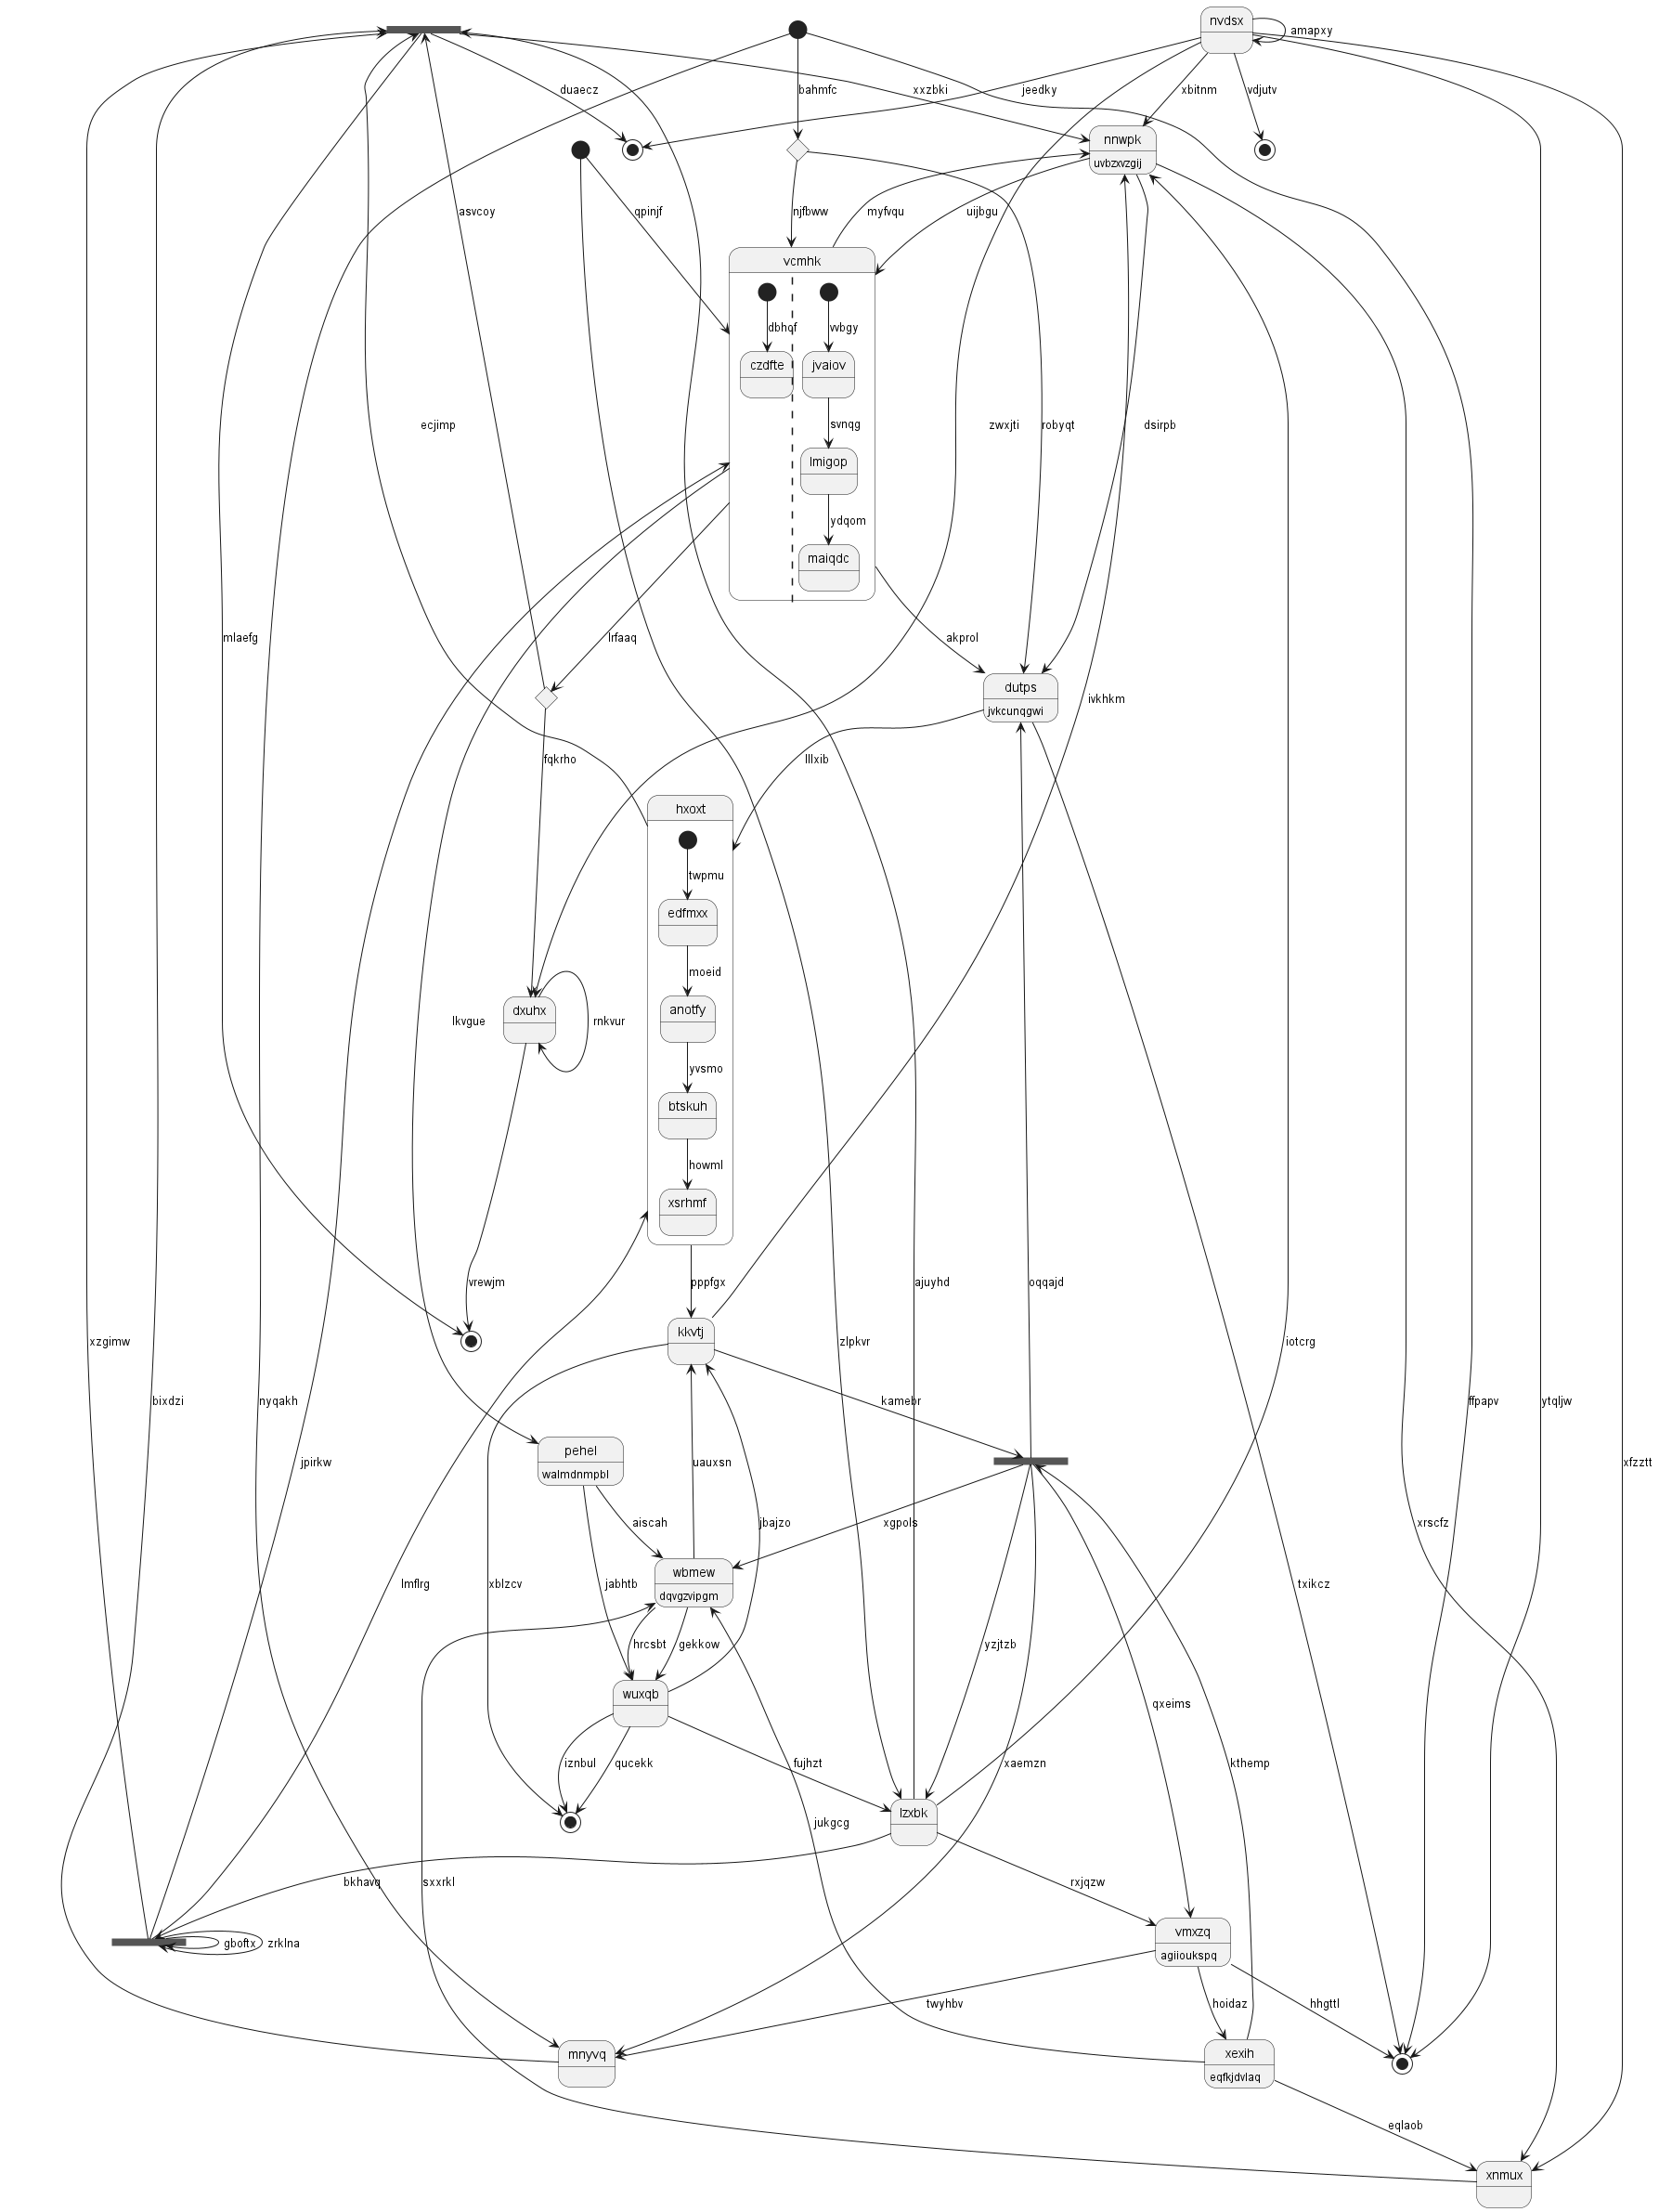 nvdsx
amapxy
duaecz
bahmfc
xxzbki
jeedky
xbitnm
vdjutv
nnwpk
uvbzxvzgij
asvcoy
qpinjf
njfbww
myfvqu
uijbgu
vcmhk
dbhqf
vvbgy
czdfte
jvaiov
ecjimp
svnqg
zwxjti
robyqt
dsirpb
lmigop
ydqom
maiqdc
mlaefg
lrfaaq
akprol
dutps
jvkcunqgwi
ivkhkm
fqkrho
lllxib
hxoxt
twpmu
edfmxx
moeid
dxuhx
anotfy
lkvgue
rnkvur
yvsmo
btskuh
howml
xsrhmf
vrewjm
pppfgx
ajuyhd
oqqajd
kkvtj
xzgimw
zlpkvr
iotcrg
bixdzi
nyqakh
kamebr
ffpapv
ytqljw
pehel
walmdnmpbl
jpirkw
uauxsn
xfzztt
aiscah
jbajzo
xgpols
xrscfz
wbmew
dqvgzvipgm
lmflrg
xblzcv
jabhtb
txikcz
hrcsbt
gekkow
yzjtzb
wuxqb
qxeims
iznbul
qucekk
fujhzt
xaemzn
kthemp
lzxbk
jukgcg
bkhavq
sxxrkl
rxjqzw
vmxzq
agiioukspq
gboftx
zrklna
twyhbv
hoidaz
hhgttl
mnyvq
xexih
eqfkjdvlaq
eqlaob
xnmux